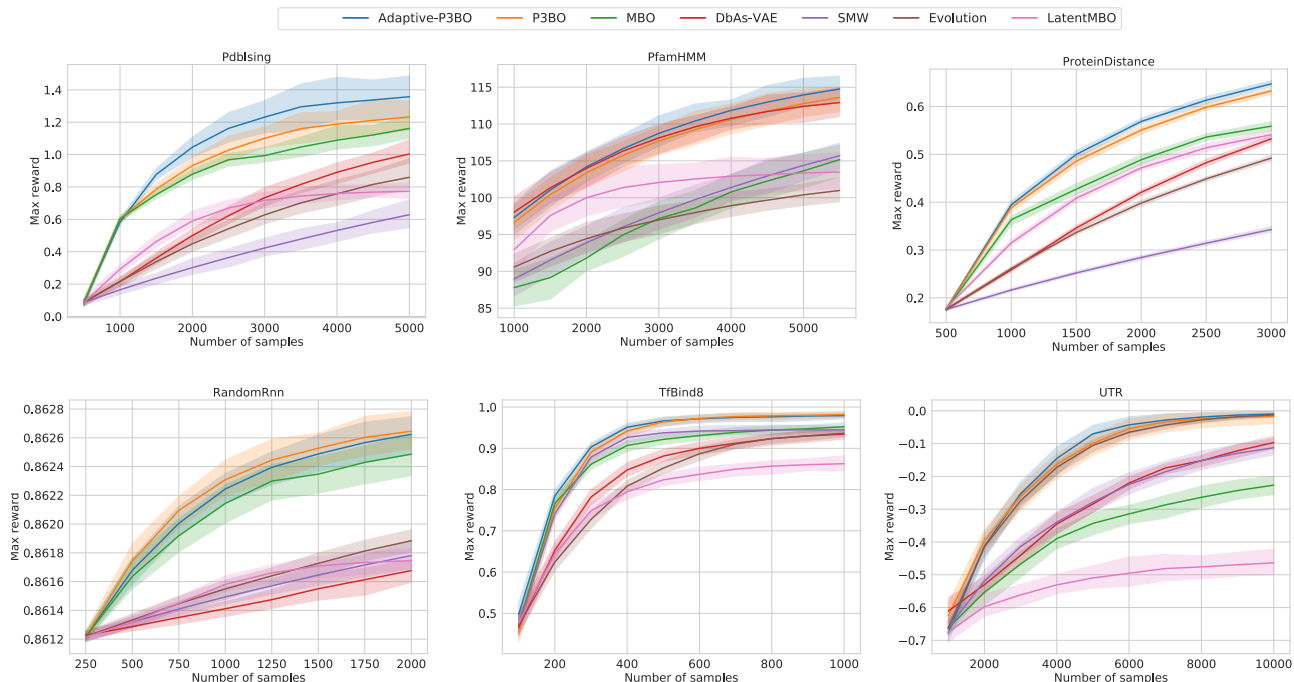 Adaptive-P3BO P3BO MBO DbAs-VAE SMW Evolution LatentMBO
PdbIsing
Max reward
1.4
1.2
1.0
0.8
0.6
0.4
0.2
0.0
1000 2000 3000 4000 5000
Number of samples
PfamHMM
Max reward
115
110
105
100
95
90
85
1000 2000 3000 4000 5000
Number of samples
ProteinDistance
Max reward
0.6
0.5
0.4
0.3
0.2
500 1000 1500 2000 2500 3000
Number of samples
RandomRnn
Max reward
0.8628
0.8626
0.8624
0.8622
0.8620
0.8618
0.8616
0.8614
0.8612
250 500 750 1000 1250 1500 1750 2000
Number of samples
TfBind8
Max reward
1.0
0.9
0.8
0.7
0.6
0.5
200 400 600 800 1000
Number of samples
UTR
Max reward
−0.0
−0.1
−0.2
−0.3
−0.4
−0.5
−0.6
−0.7
2000 4000 6000 8000 10000
Number of samples